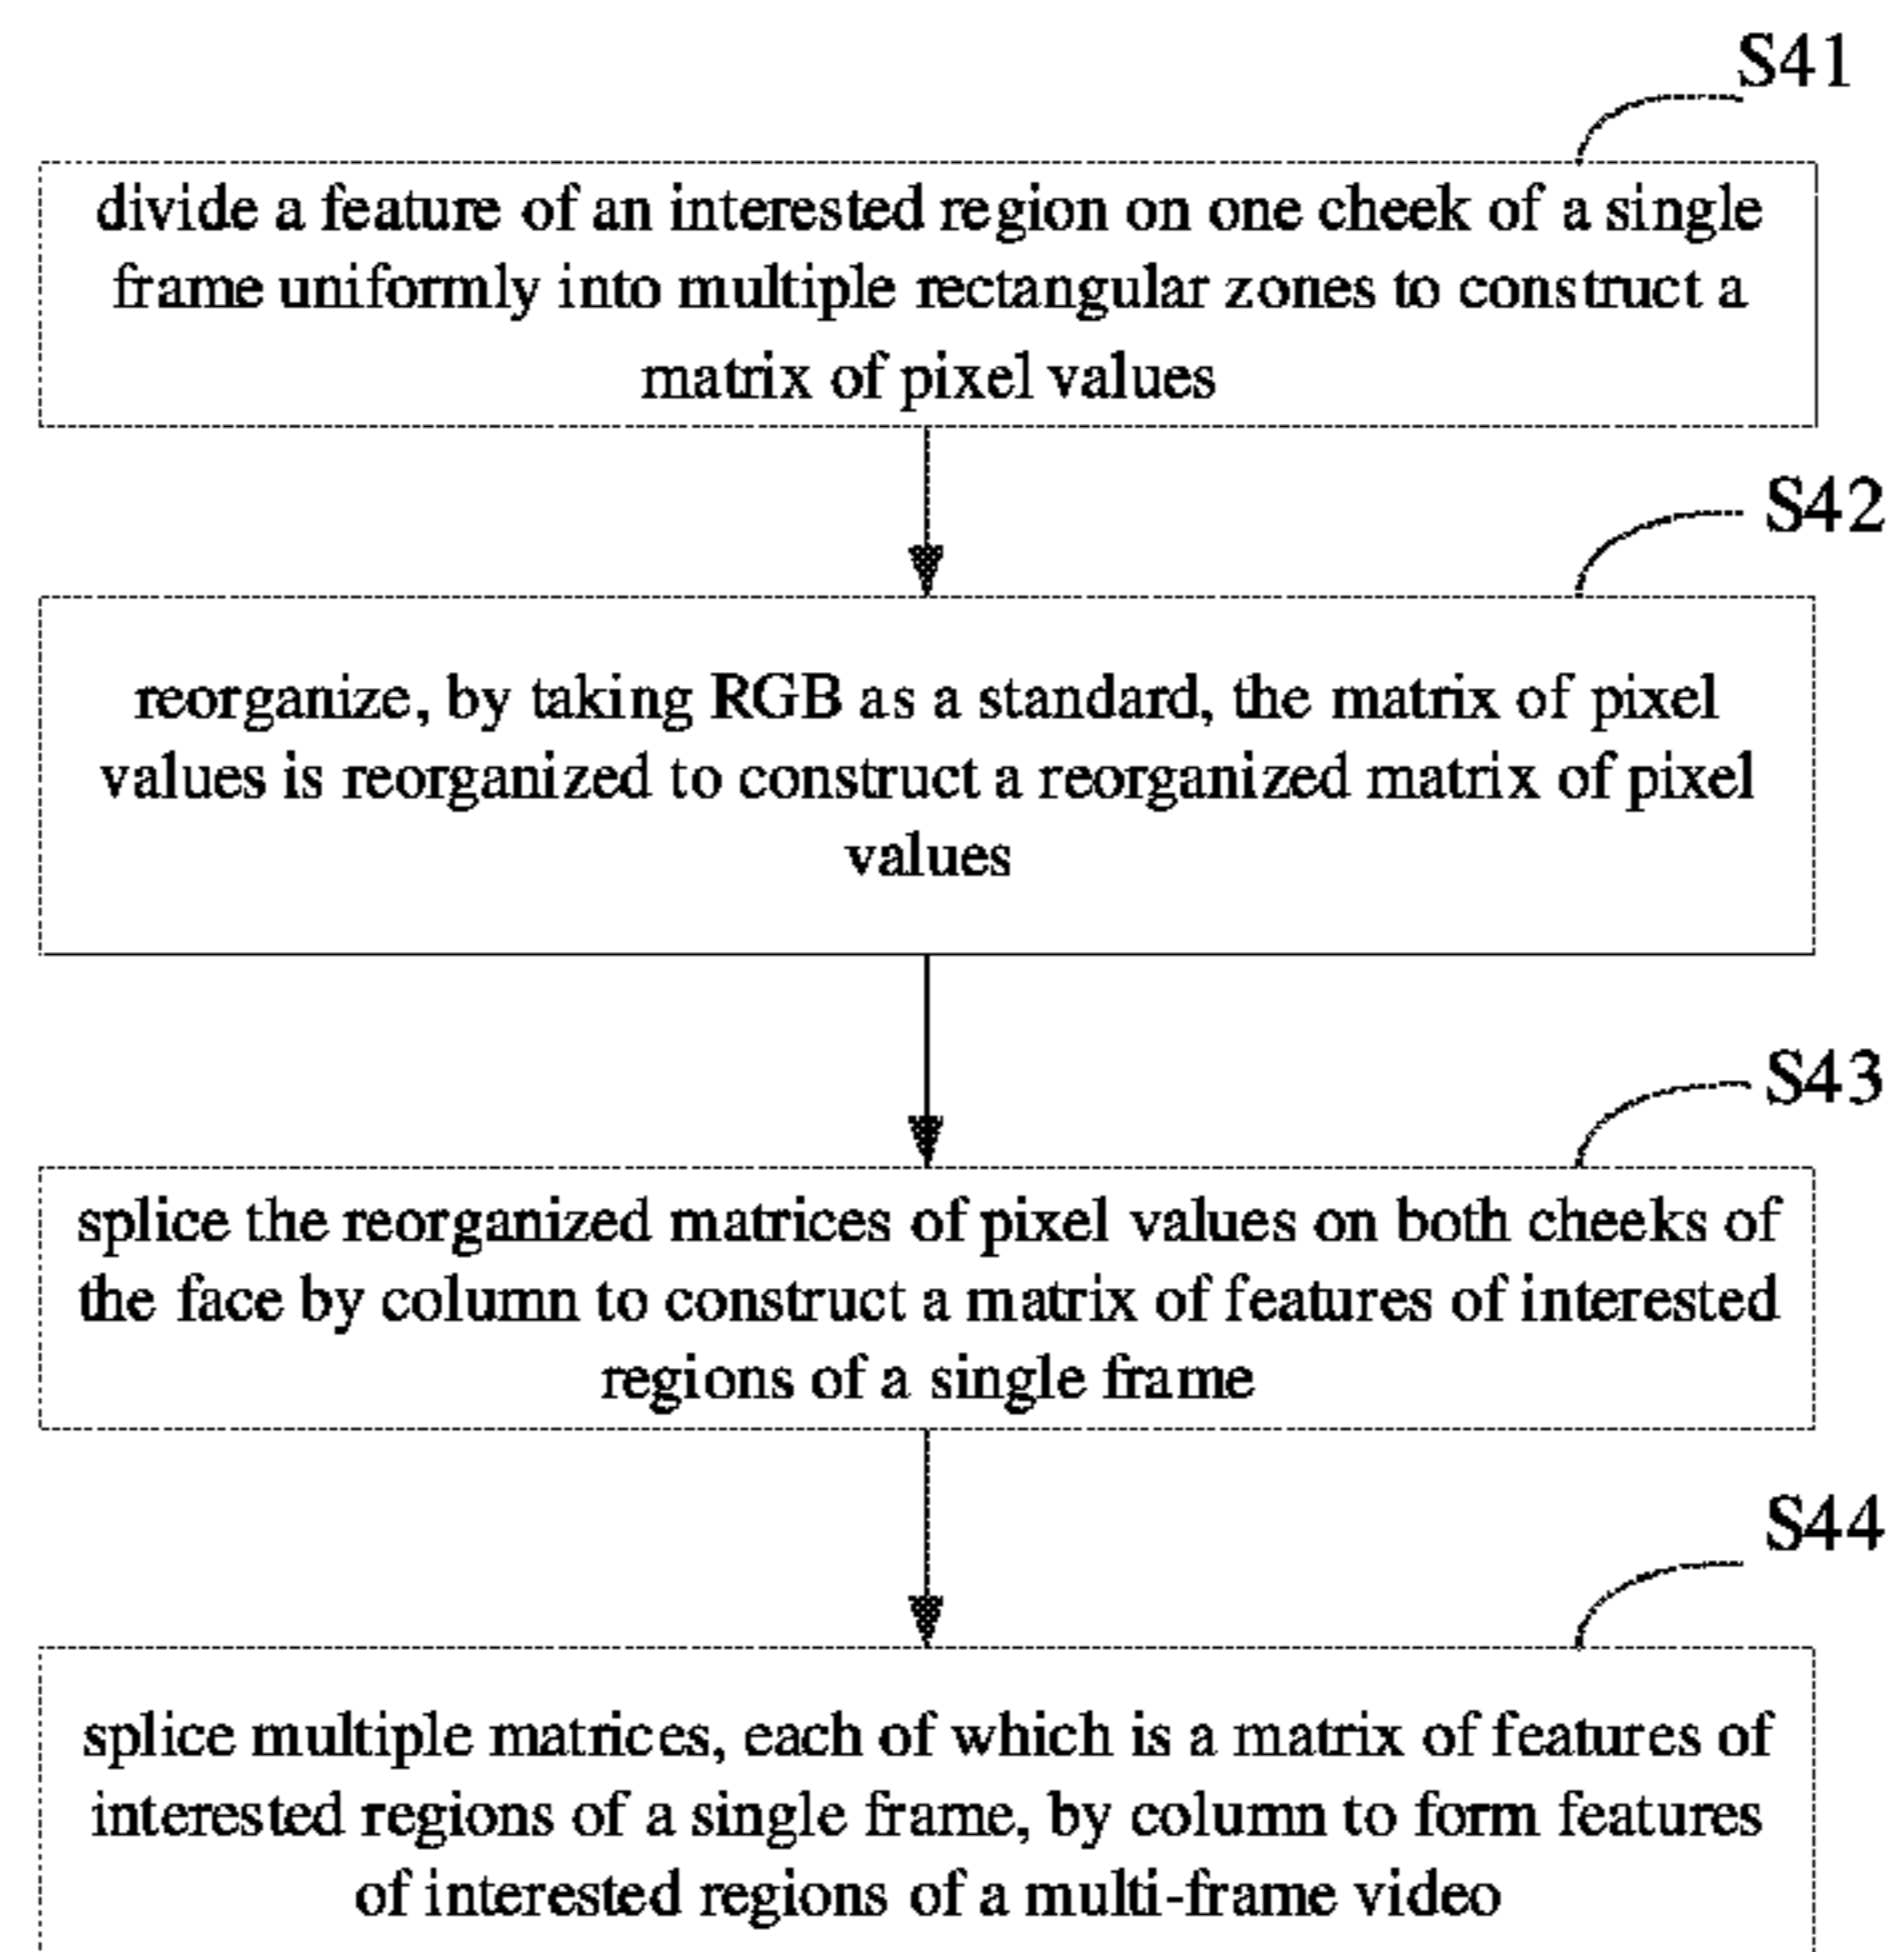 S41
divide a feature of an interested region on one cheek of a single
frame uniformly into multiple rectangular zones to construct a
matrix of pixel values
S42
reorganize, by taking RGB as a standard, the matrix of pixel
values is reorganized to construct a reorganized matrix of pixel
values
S43
splice the reorganized matrices of pixel values on both cheeks of
the face by column to construct a matrix of features of interested
regions of a single frame
S44
splice multiple matrices, each of which is a matrix of features of
interested regions of a single frame, by column to form features
of interested regions of a multi-frame video